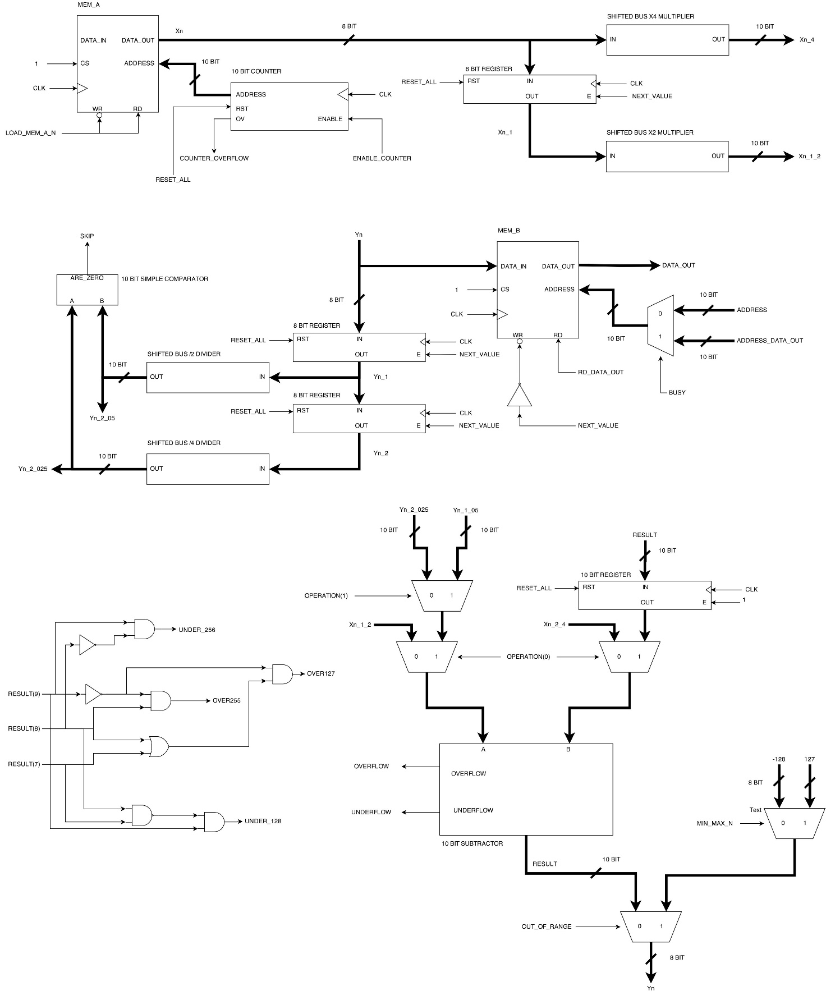 MEM_A
DATA_IN
DATA_OUT
CS
ADDRESS
1
CLK
WR
RD
LOAD_MEM_A_N
Xn
8 BIT
10 BIT
10 BIT COUNTER
ADDRESS
RST
OV
ENABLE
CLK
COUNTER_OVERFLOW
ENABLE_COUNTER
RESET_ALL
SHIFTED BUS X4 MULTIPLIER
IN
OUT
10 BIT
Xn_4
8 BIT REGISTER
RESET_ALL
RST
IN
OUT
E
CLK
NEXT_VALUE
Xn_1
SHIFTED BUS X2 MULTIPLIER
IN
OUT
10 BIT
Xn_1_2
SKIP
ARE_ZERO
10 BIT SIMPLE COMPARATOR
A
B
Yn
8 BIT
8 BIT REGISTER
RESET_ALL
RST
IN
OUT
E
CLK
NEXT_VALUE
SHIFTED BUS /2 DIVIDER
10 BIT
OUT
IN
Yn_1
Yn_2_05
8 BIT REGISTER
RESET_ALL
RST
IN
OUT
E
CLK
NEXT_VALUE
SHIFTED BUS /4 DIVIDER
10 BIT
OUT
IN
Yn_2
Yn_2_025
MEM_B
DATA_IN
DATA_OUT
DATA_OUT
1
CS
ADDRESS
CLK
WR
RD
10 BIT
0
1
10 BIT
ADDRESS
ADDRESS_DATA_OUT
10 BIT
RD_DATA_OUT
BUSY
NEXT_VALUE
Yn_2_025
Yn_1_05
10 BIT
10 BIT
OPERATION(1)
0
1
RESULT
10 BIT
10 BIT REGISTER
RESET_ALL
RST
IN
OUT
E
CLK
1
Xn_1_2
Xn_2_4
0
1
OPERATION(0)
0
1
UNDER_256
OVER127
RESULT(9)
OVER255
RESULT(8)
RESULT(7)
UNDER_128
A
B
OVERFLOW
OVERFLOW
UNDERFLOW
UNDERFLOW
10 BIT SUBTRACTOR
-128
127
8 BIT
Text
MIN_MAX_N
0
1
RESULT
10 BIT
OUT_OF_RANGE
0
1
8 BIT
Yn